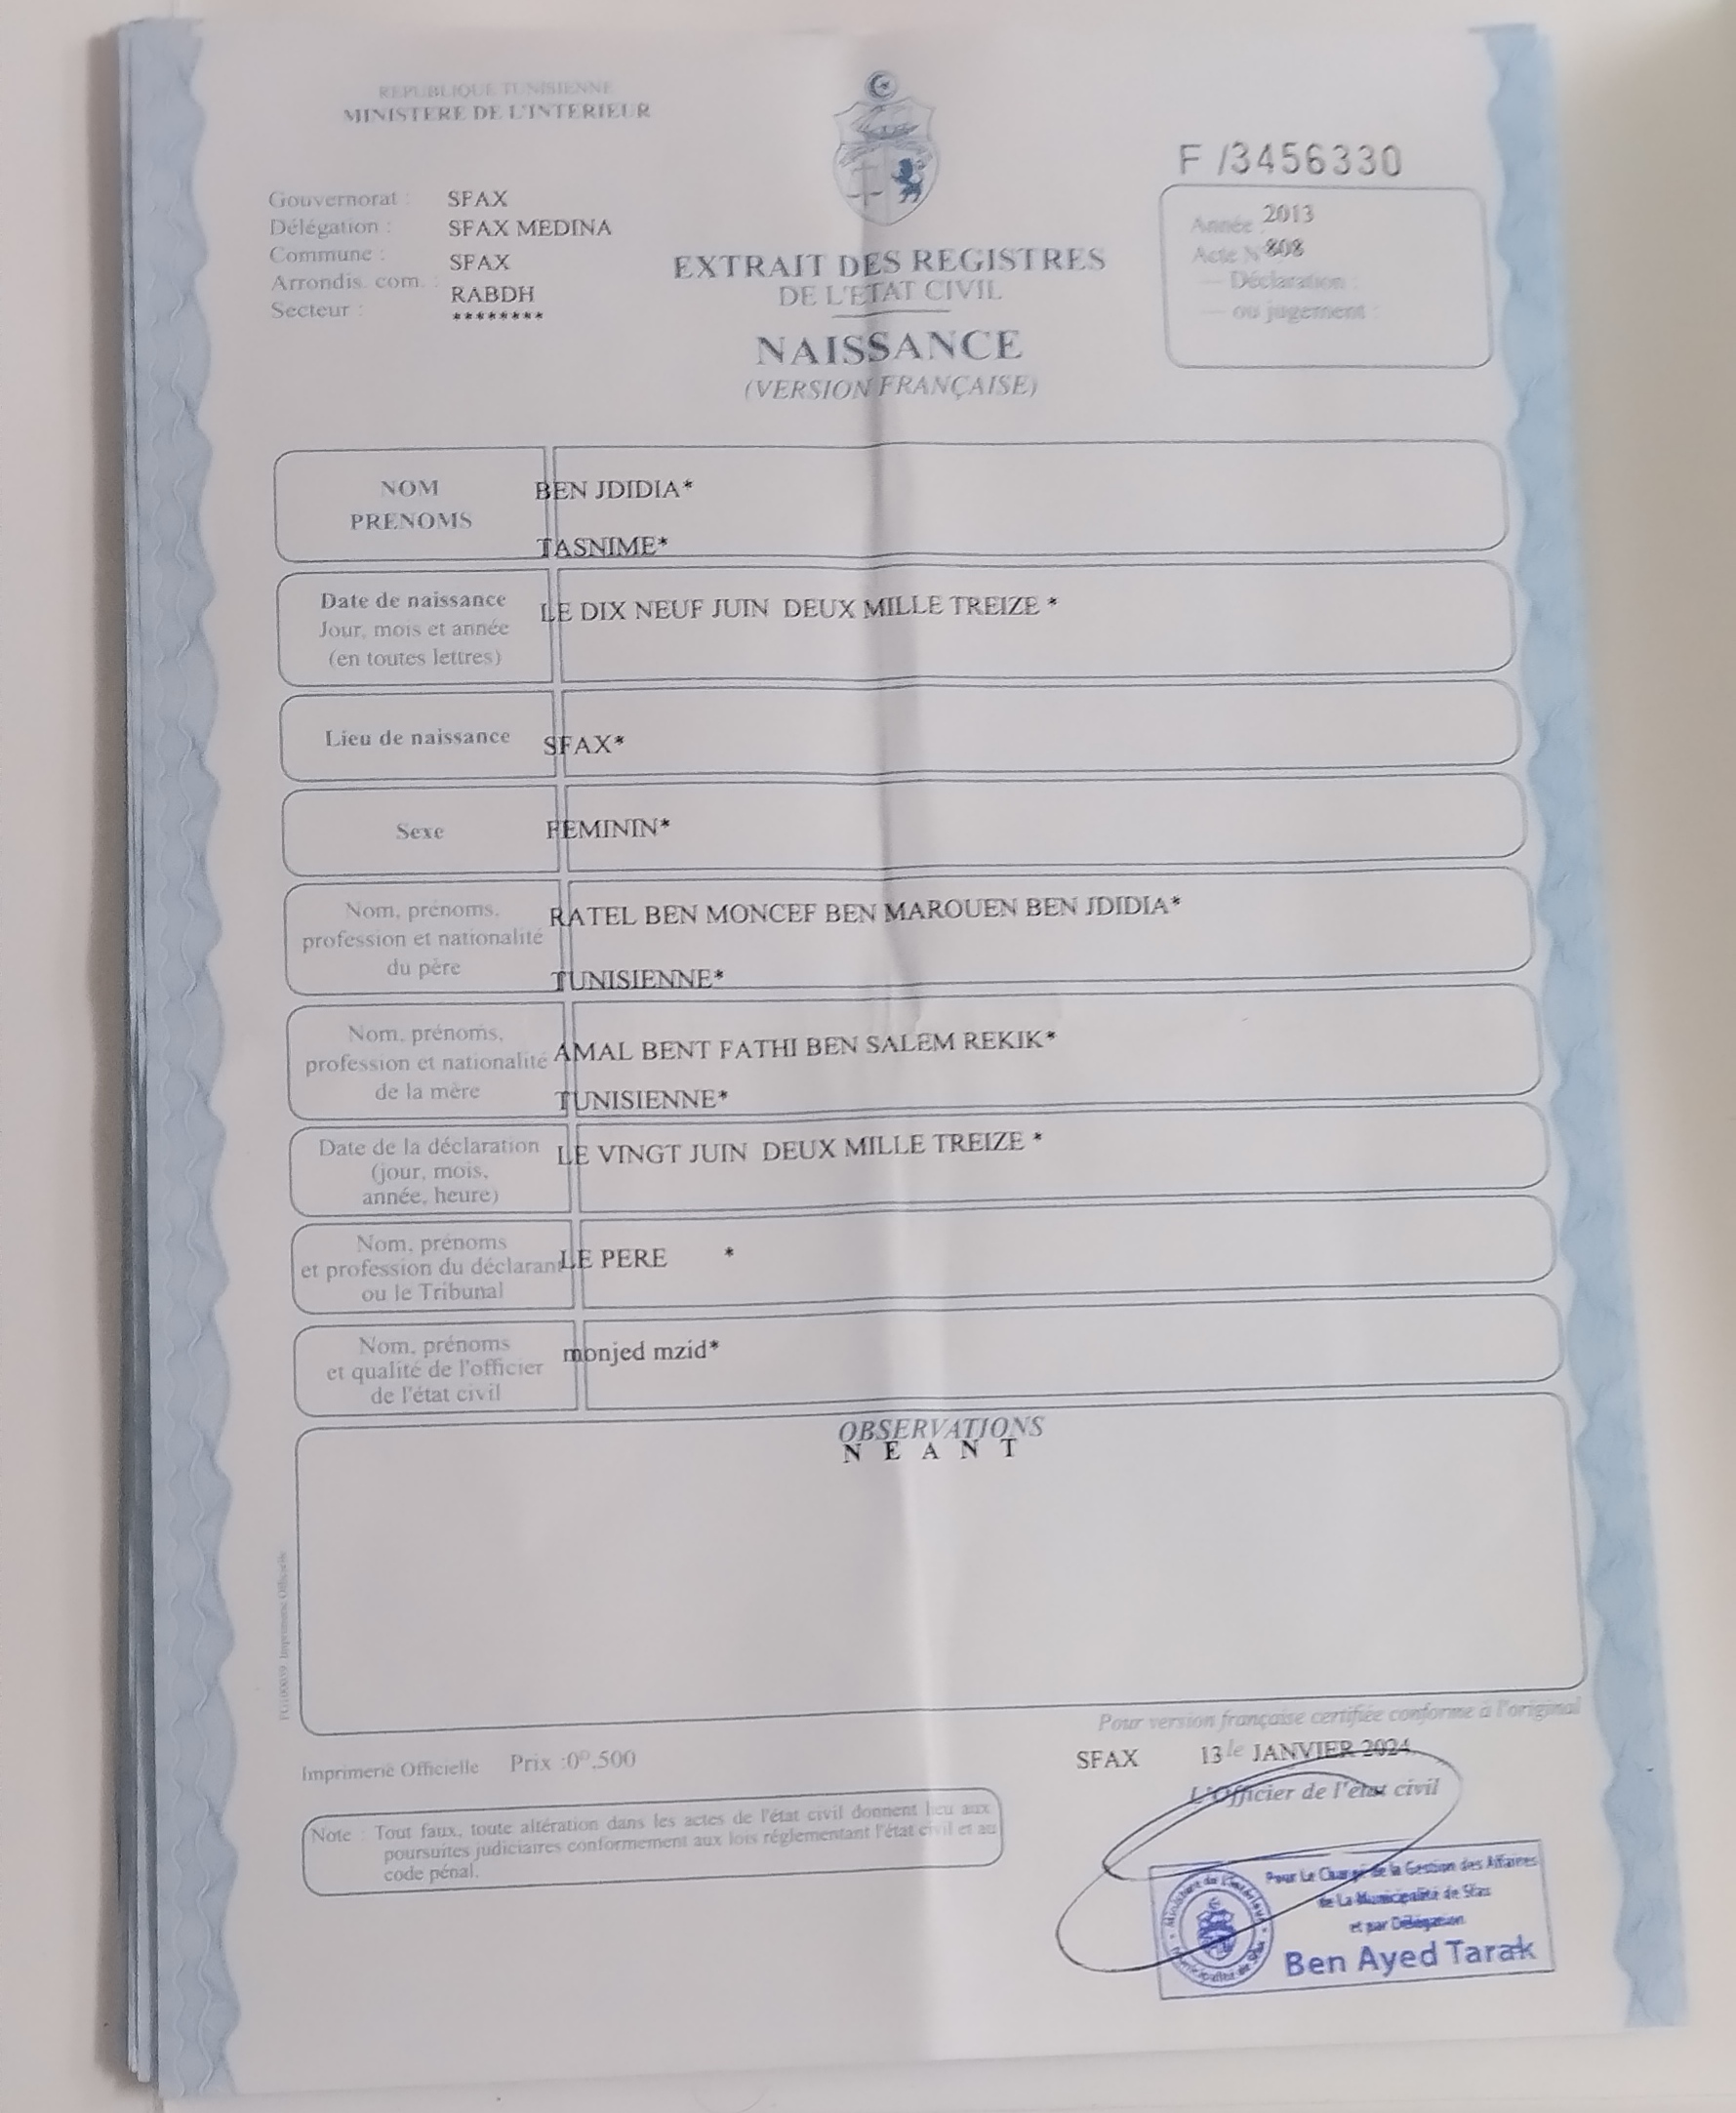 REPUBLIQUE TUNISIENNE
MINISTERE DE L'INTERIEUR
F /3456330
Gouvernorat : SFAX
Délégation : SFAX MEDINA
Commune : SFAX
Arrondis. com. : RABDH
Secteur : ********
Année : 2013
Acte N° 808
— Déclaration :
— ou jugement :
EXTRAIT DES REGISTRES
DE L'ETAT CIVIL
NAISSANCE
(VERSION FRANÇAISE)
NOM
PRENOMS
BEN JDIDIA*
TASNIME*
Date de naissance
Jour, mois et année
(en toutes lettres)
LE DIX NEUF JUIN DEUX MILLE TREIZE *
Lieu de naissance
SFAX*
Sexe
FEMININ*
Nom, prénoms,
profession et nationalité
du père
RATEL BEN MONCEF BEN MAROUEN BEN JDIDIA*
TUNISIENNE*
Nom, prénoms,
profession et nationalité
de la mère
AMAL BENT FATHI BEN SALEM REKIK*
TUNISIENNE*
Date de la déclaration
(jour, mois,
année, heure)
LE VINGT JUIN DEUX MILLE TREIZE *
Nom, prénoms
et profession du déclarant
ou le Tribunal
LE PERE *
Nom, prénoms
et qualité de l'officier
de l'état civil
monjed mzid*
OBSERVATIONS
N E A N T
Imprimerie Officielle
Pour version française certifiée conforme à l'original
Imprimerie Officielle Prix :0ᴰ,500
SFAX 13 le JANVIER 2024
L'Officier de l'état civil
Note : Tout faux, toute altération dans les actes de l'état civil donnent lieu aux
poursuites judiciaires conformement aux lois réglementant l'état civil et au
code pénal.
Pour Le Chargé de la Gestion des Affaires
de La Municipalité de Sfax
et par Délégation
Ben Ayed Tarak